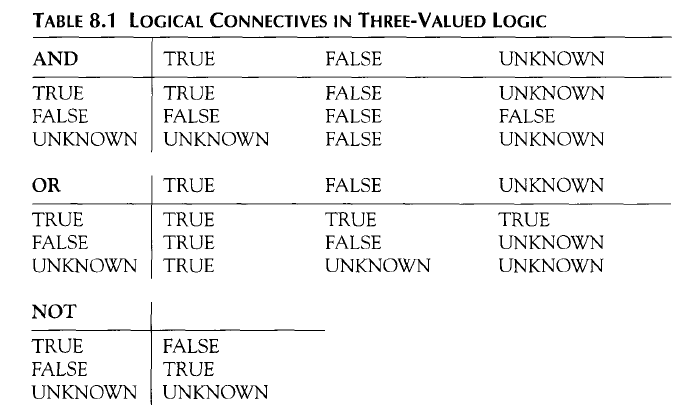 TABLE 8.1 LOGICAL CONNECTIVES IN THREE-VALUED LOGIC
AND TRUE FALSE UNKNOWN
TRUE TRUE FALSE UNKNOWN
FALSE FALSE FALSE FALSE
UNKNOWN UNKNOWN FALSE UNKNOWN
OR TRUE FALSE UNKNOWN
TRUE TRUE TRUE TRUE
FALSE TRUE FALSE UNKNOWN
UNKNOWN TRUE UNKNOWN UNKNOWN
NOT
TRUE FALSE
FALSE TRUE
UNKNOWN UNKNOWN